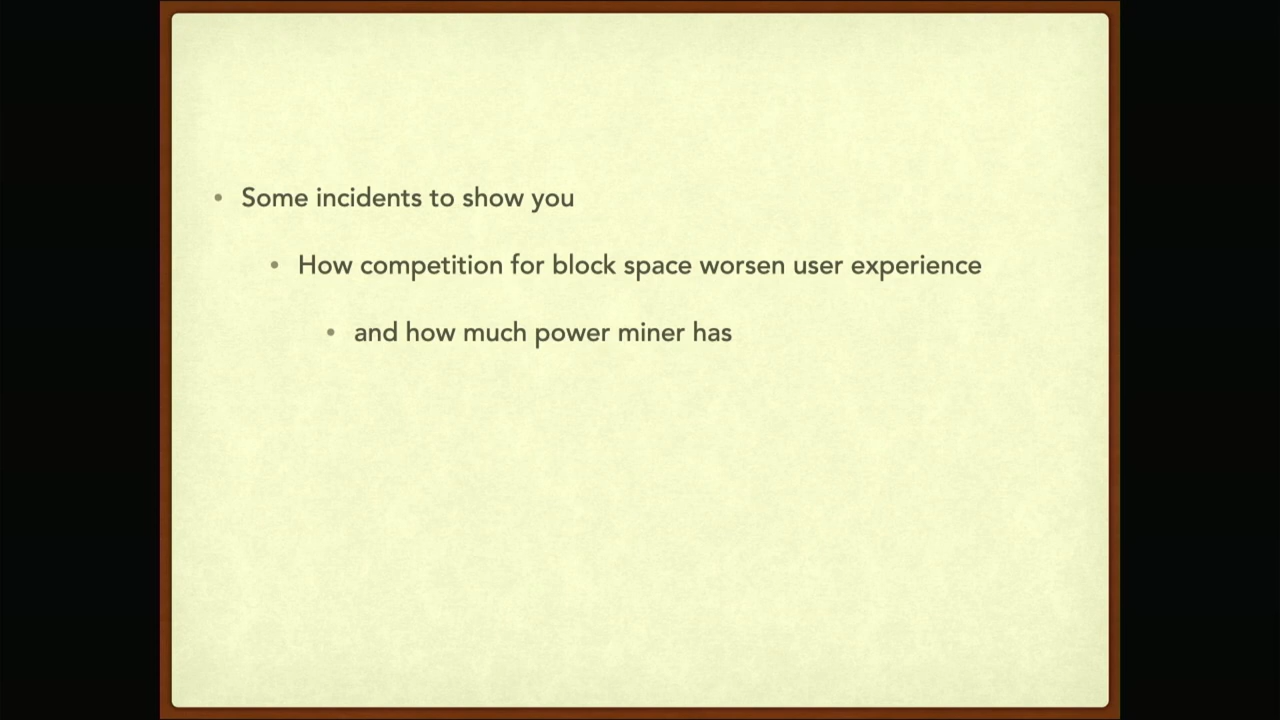 Some incidents to show you
How competition for block space worsen user experience
and how much power miner has